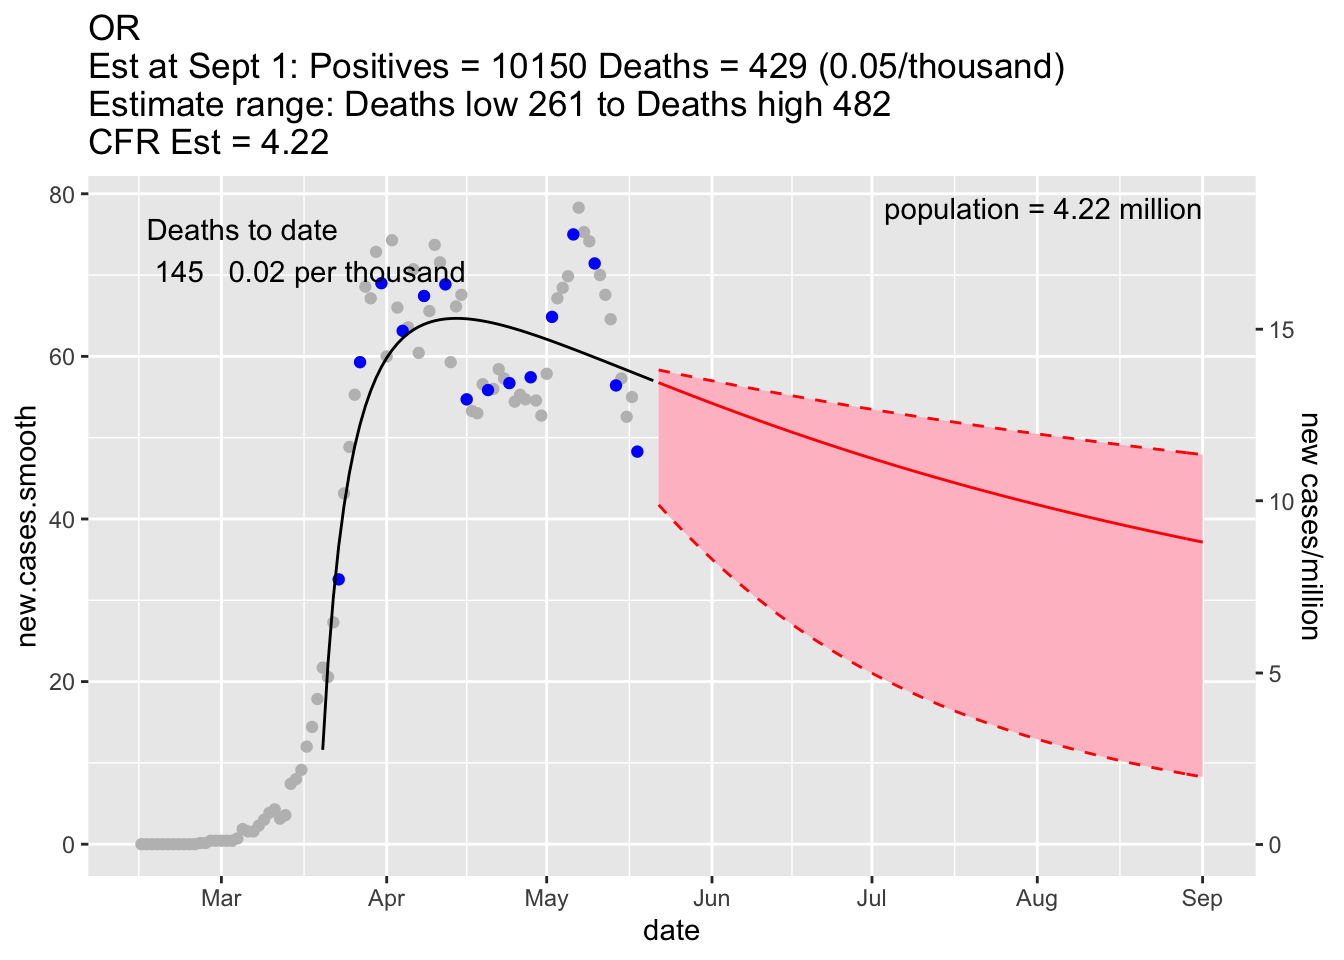 OR
Est at Sept 1: Positives = 10150 Deaths = 429 (0.05/thousand)
Estimate range: Deaths low 261 to Deaths high 482
CFR Est = 4.22
population = 4.22 million
Deaths to date
145 0.02 per thousand
80
60
40
20
0
new.cases.smooth
15
10
5
0
new cases/million
Mar Apr May Jun Jul Aug Sep
date